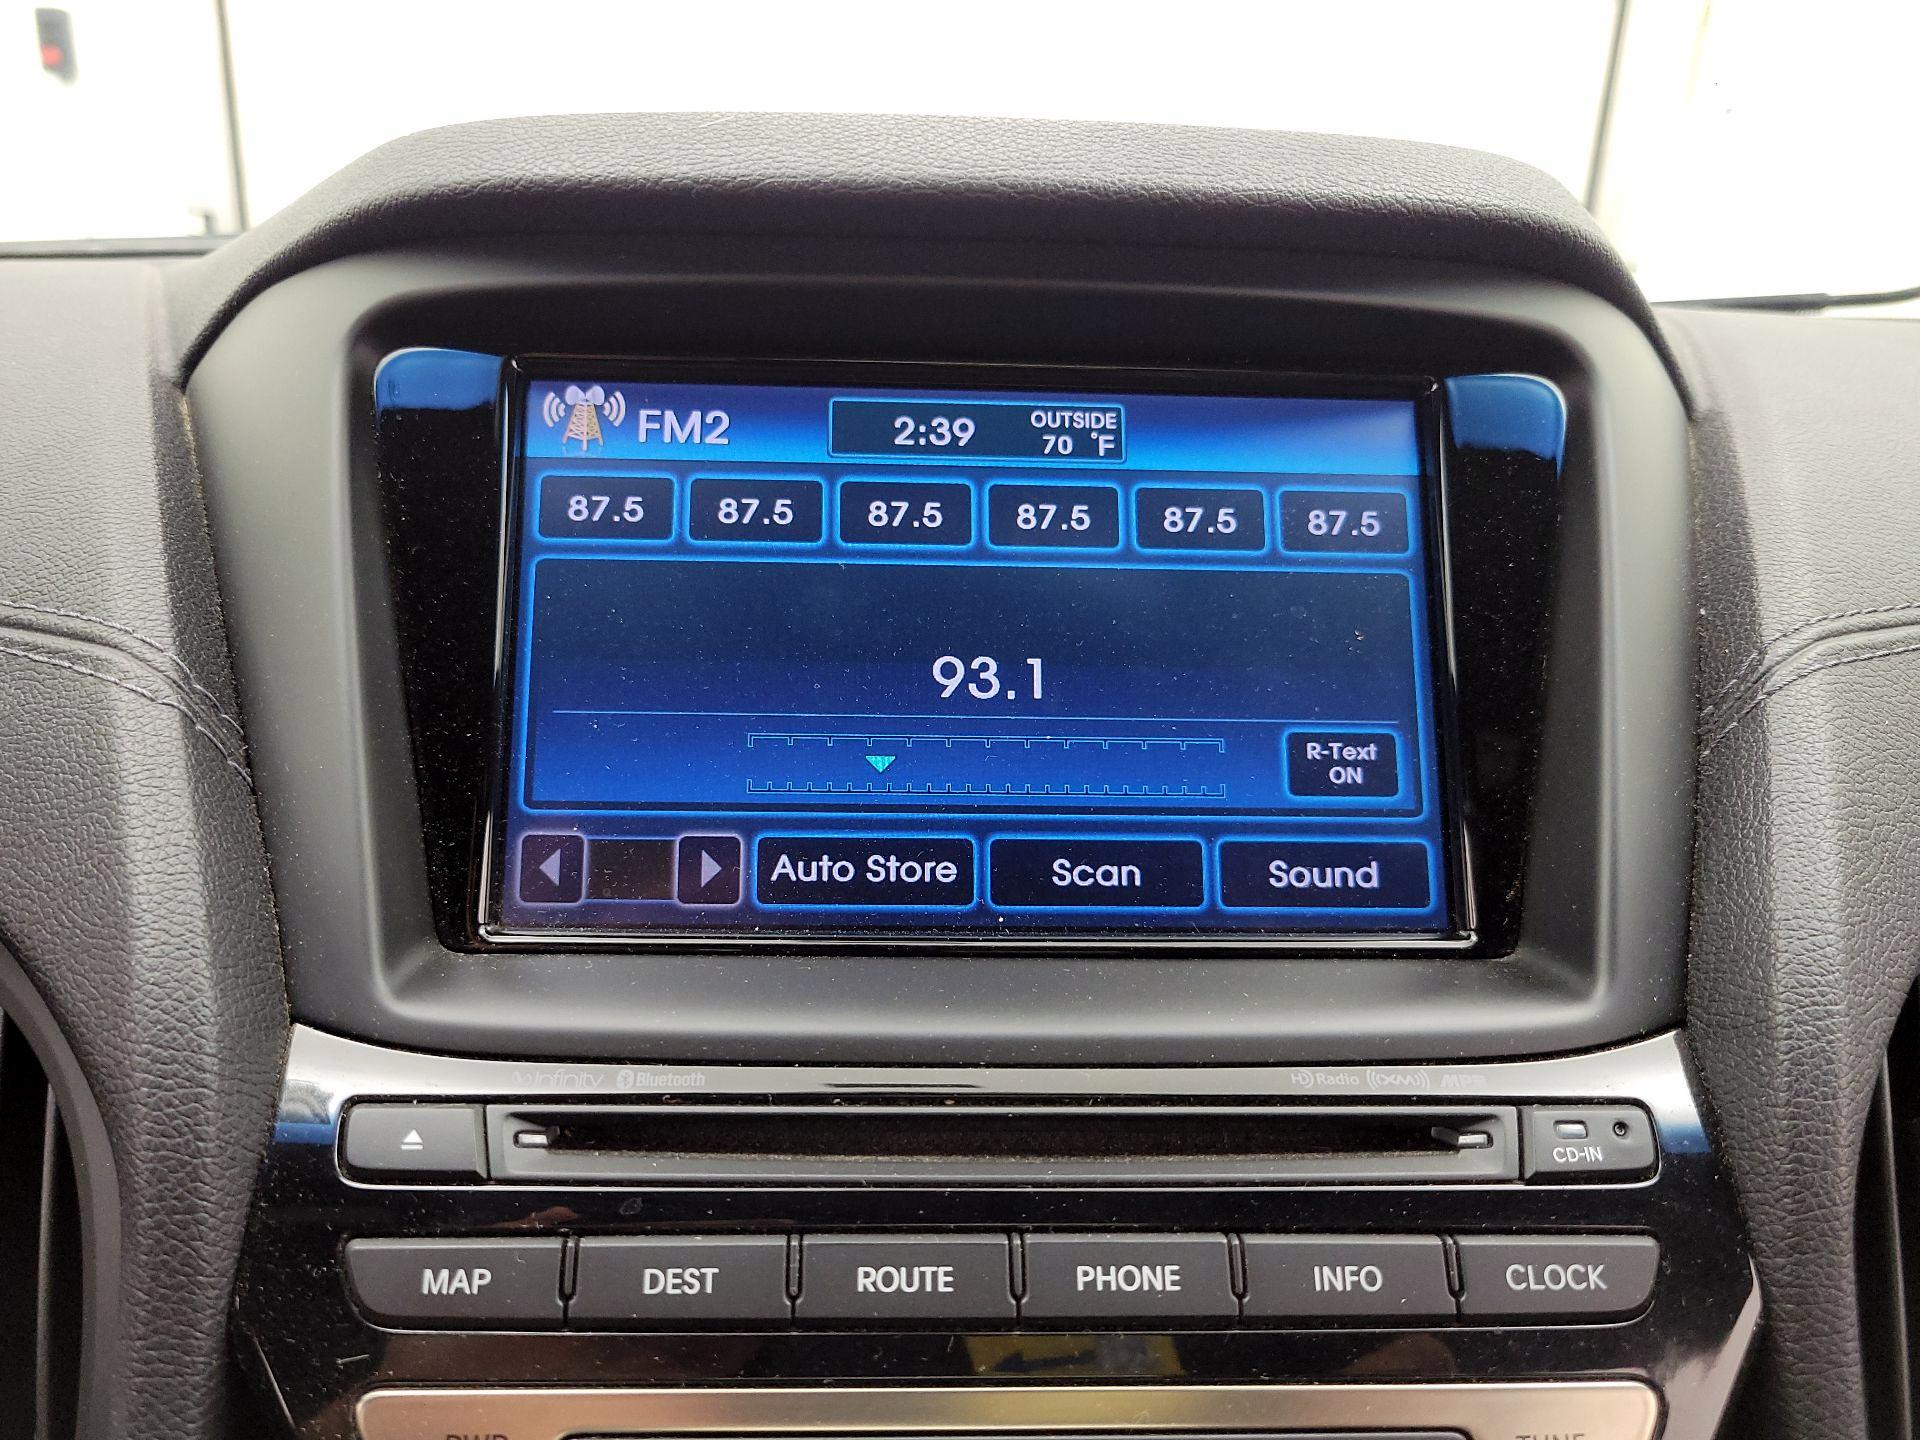 FM2
2:39
OUTSIDE
70 °F
87.5 87.5 87.5 87.5 87.5 87.5
93.1
R-Text
ON
Auto Store Scan Sound
infinity Bluetooth HD Radio ((XM)) MP3
CD-IN
MAP DEST ROUTE PHONE INFO CLOCK
PWR TUNE